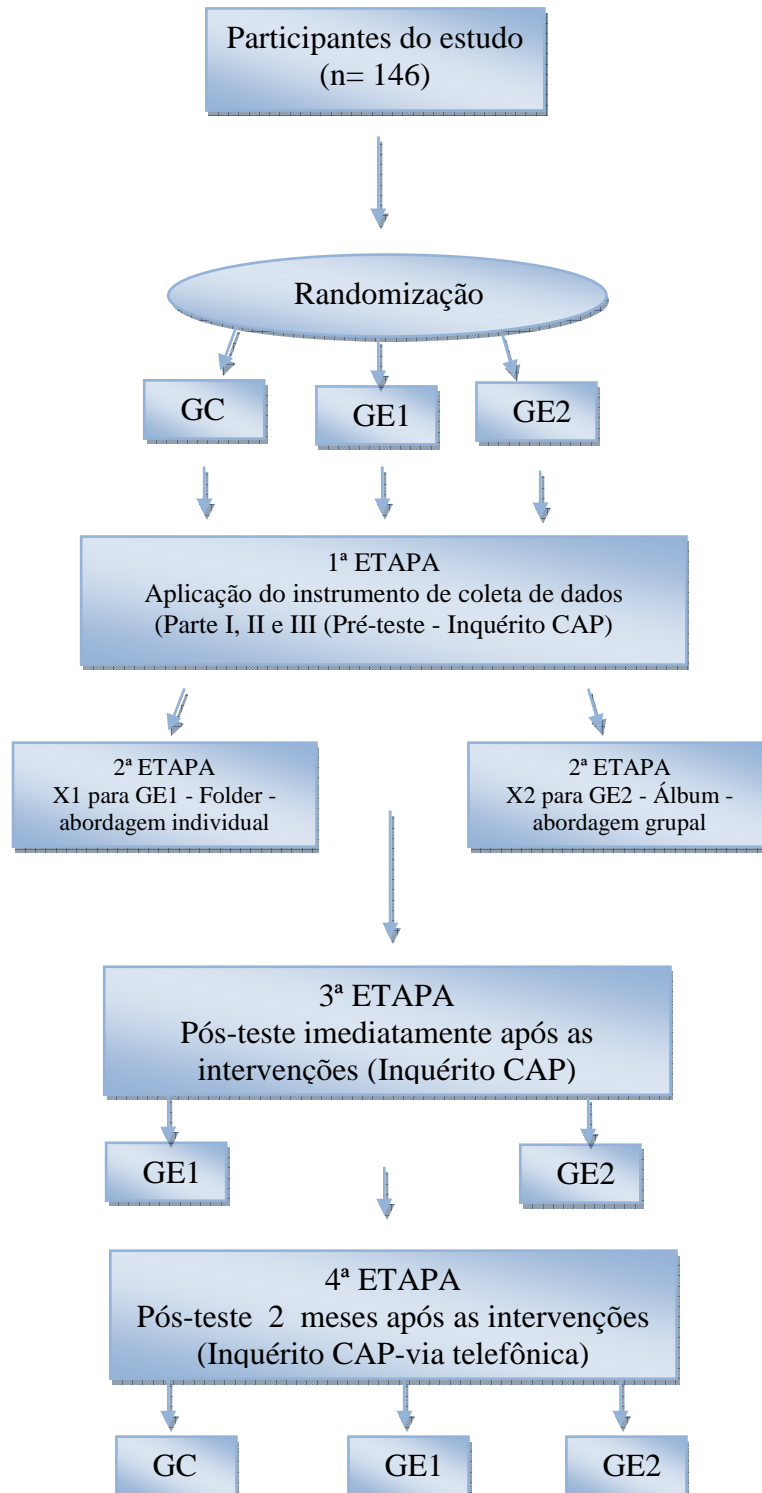 Participantes do estudo
(n= 146)
Randomização
GC
GE1
GE2
1ª ETAPA
Aplicação do instrumento de coleta de dados
(Parte I, II e III (Pré-teste - Inquérito CAP)
2ª ETAPA
X1 para GE1 - Folder -
abordagem individual
2ª ETAPA
X2 para GE2 - Álbum -
abordagem grupal
3ª ETAPA
Pós-teste imediatamente após as
intervenções (Inquérito CAP)
GE1
GE2
4ª ETAPA
Pós-teste 2 meses após as intervenções
(Inquérito CAP-via telefônica)
GC
GE1
GE2